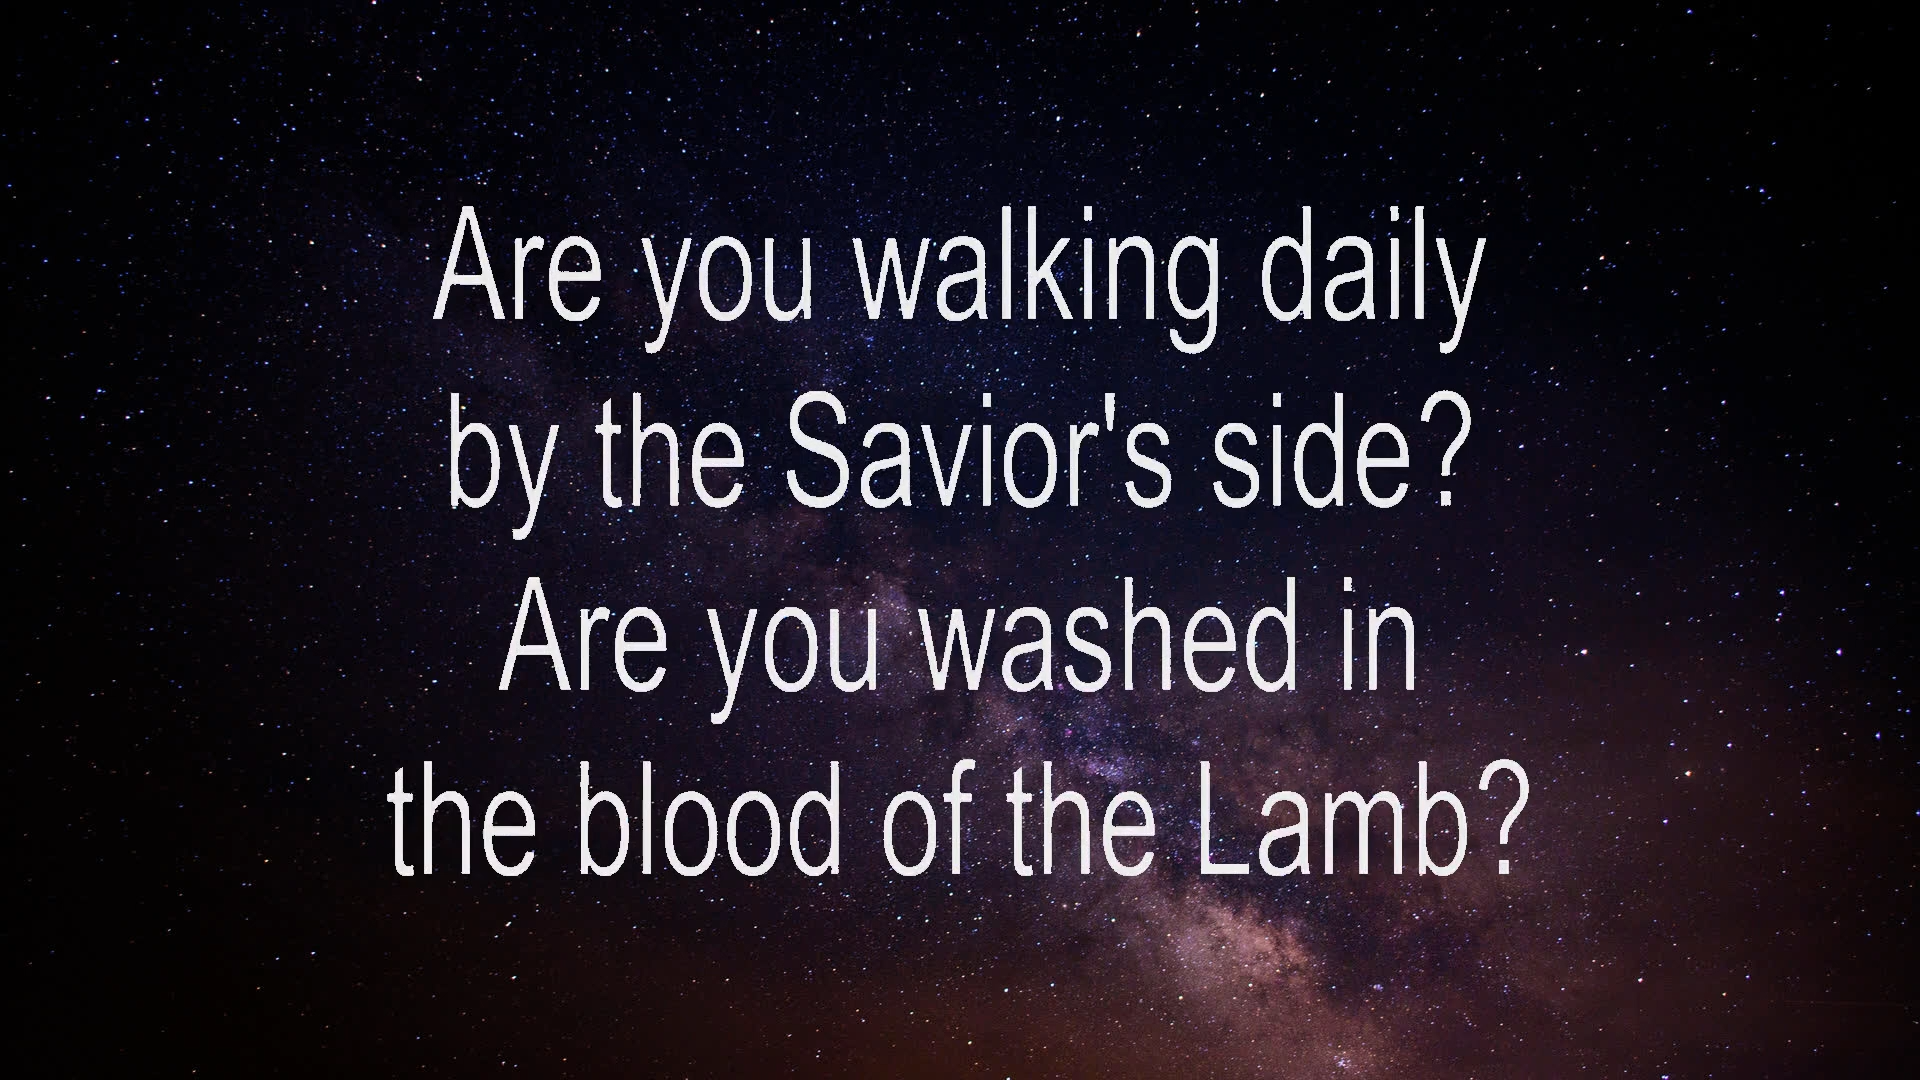 Are you walking daily
by the Savior's side?
Are you washed in
the blood of the Lamb?